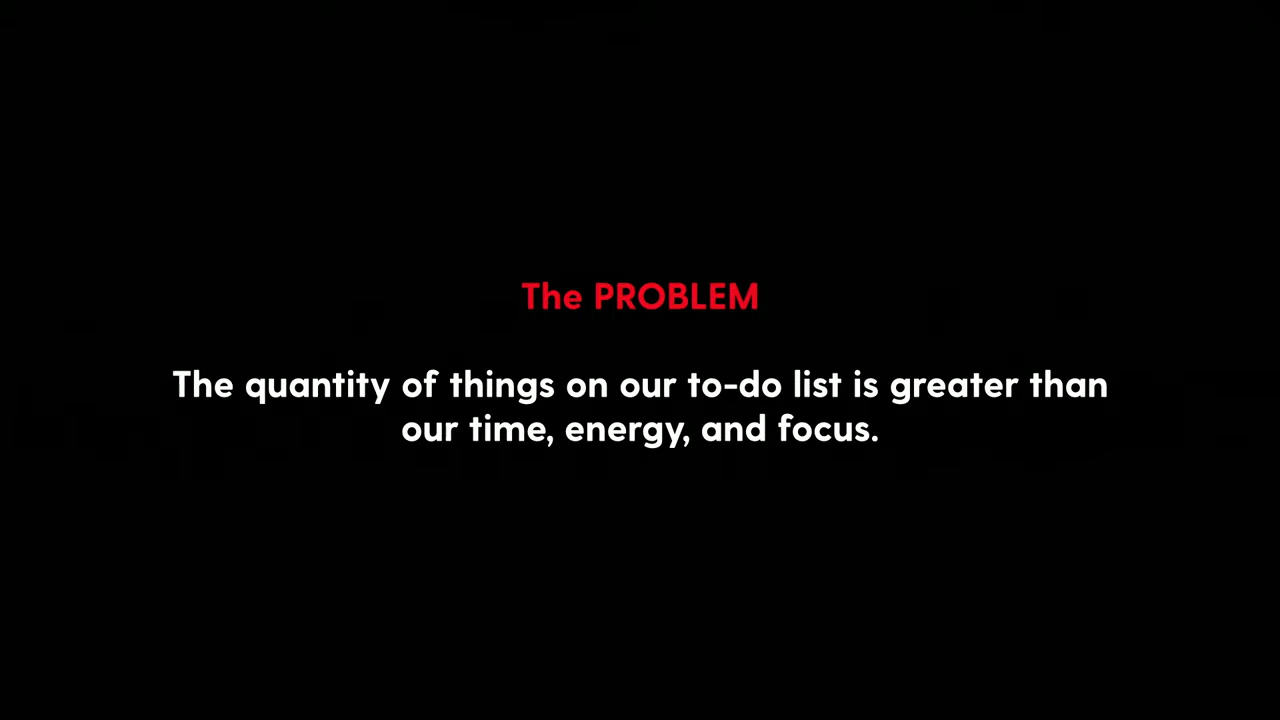 The PROBLEM
The quantity of things on our to-do list is greater than
our time, energy, and focus.